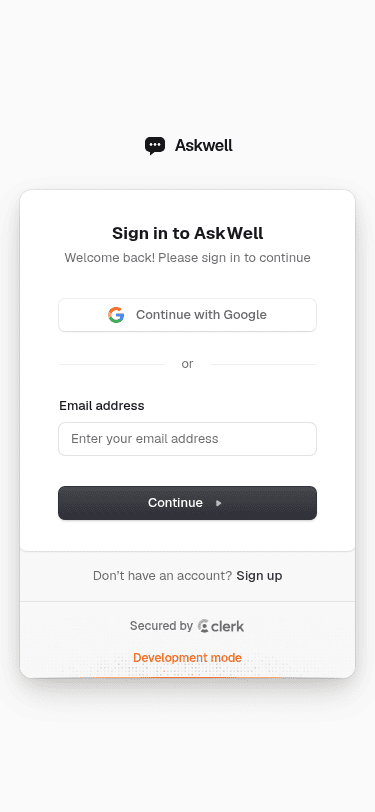 Askwell
Sign in to AskWell
Welcome back! Please sign in to continue
Continue with Google
or
Email address
Enter your email address
Continue
Don't have an account? Sign up
Secured by clerk
Development mode